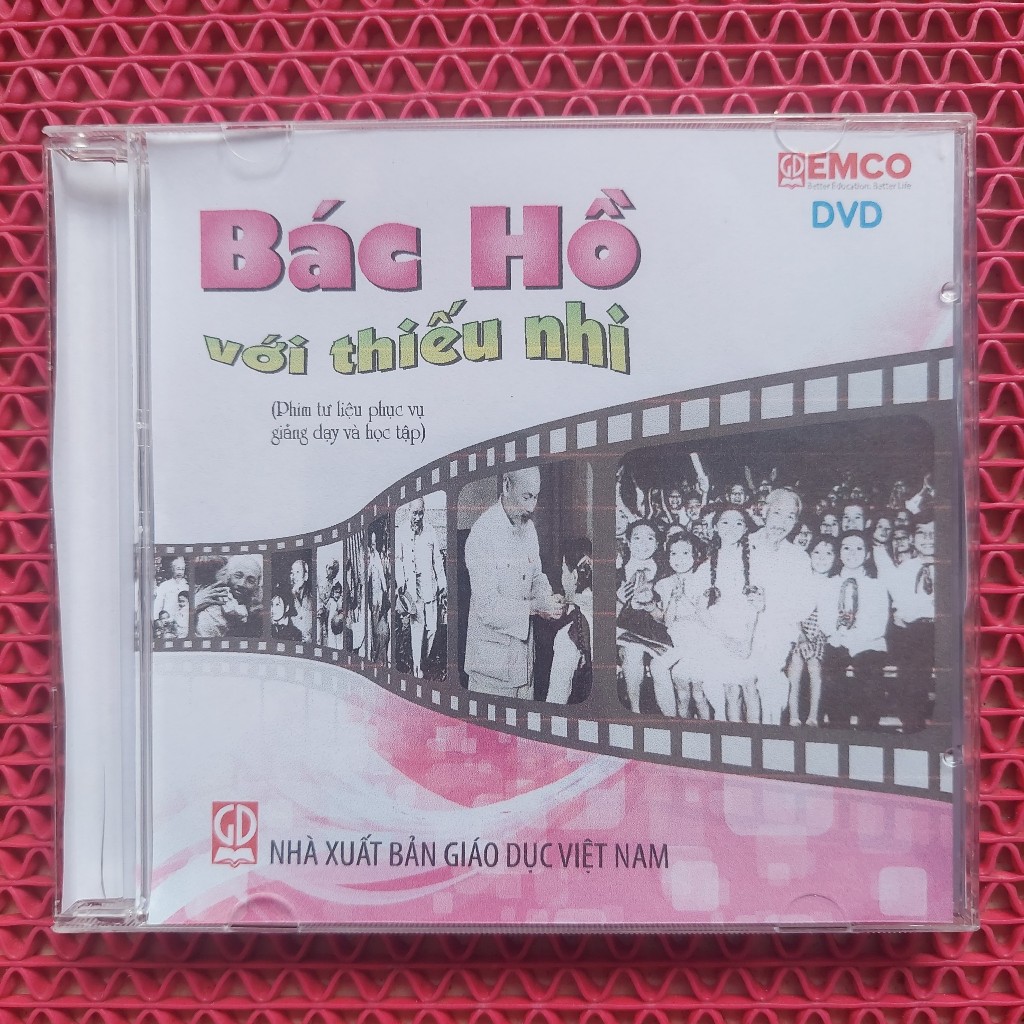 GD EMCO
Better Education, Better Life
DVD
Bác Hồ
với thiếu nhi
(Phim tư liệu phục vụ
giảng dạy và học tập)
GD
NHÀ XUẤT BẢN GIÁO DỤC VIỆT NAM